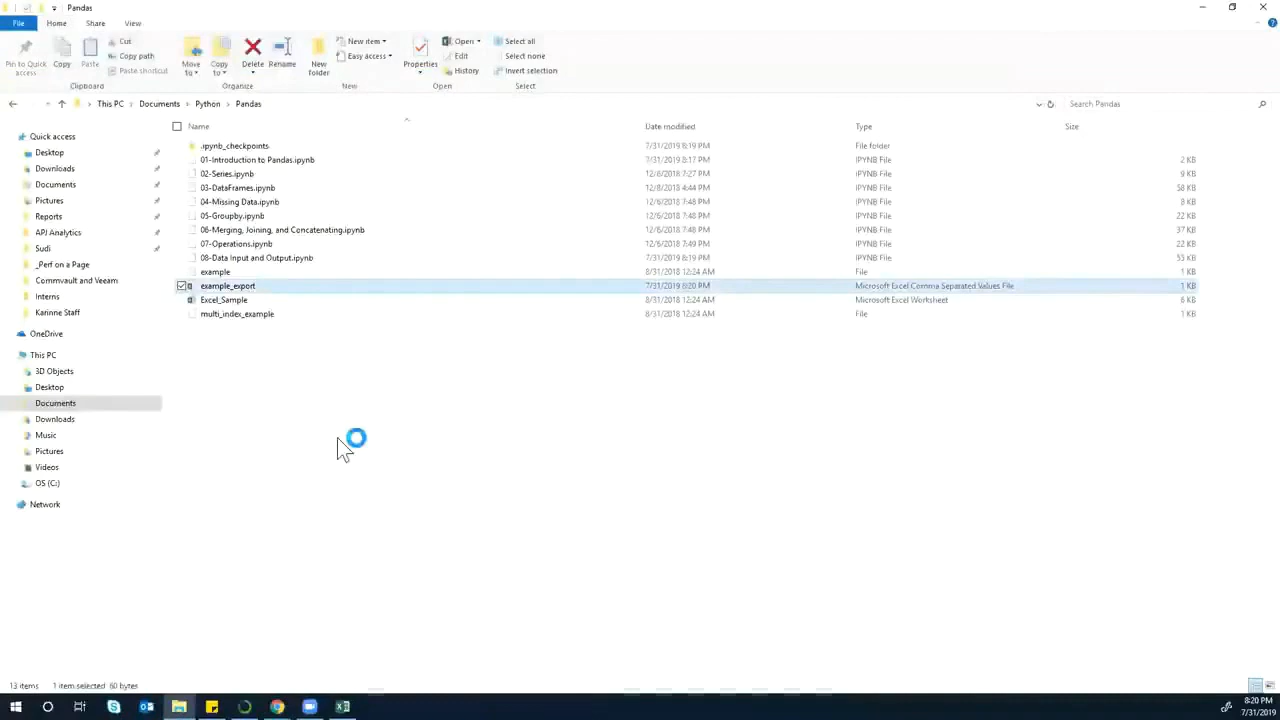 Pandas
File Home Share View
Pin to Quick access
Copy
Paste
Cut
Copy path
Paste shortcut
Clipboard
Move to
Copy to
Delete
Rename
Organize
New folder
New item
Easy access
New
Properties
Open
Edit
History
Open
Select all
Select none
Invert selection
Select
This PC Documents Python Pandas
Search Pandas
Name Date modified Type Size
.ipynb_checkpoints 7/31/2019 8:19 PM File folder
01-Introduction to Pandas.ipynb 7/31/2019 8:17 PM IPYNB File 2 KB
02-Series.ipynb 12/6/2018 7:27 PM IPYNB File 9 KB
03-DataFrames.ipynb 12/8/2018 4:44 PM IPYNB File 58 KB
04-Missing Data.ipynb 12/6/2018 7:48 PM IPYNB File 8 KB
05-Groupby.ipynb 12/6/2018 7:48 PM IPYNB File 22 KB
06-Merging, Joining, and Concatenating.ipynb 12/6/2018 7:48 PM IPYNB File 37 KB
07-Operations.ipynb 12/6/2018 7:49 PM IPYNB File 22 KB
08-Data Input and Output.ipynb 8/31/2018 12:24 AM IPYNB File 53 KB
example 8/31/2018 12:24 AM File 1 KB
example_export 7/31/2019 8:20 PM Microsoft Excel Comma Separated Values File 1 KB
Excel_Sample 8/31/2018 12:24 AM Microsoft Excel Worksheet 6 KB
multi_index_example 8/31/2018 12:24 AM File 1 KB
Quick access
Desktop
Downloads
Documents
Pictures
Reports
APJ Analytics
Sudi
_Perf on a Page
Commvault and Veeam
Interns
Karinne Staff
OneDrive
This PC
3D Objects
Desktop
Documents
Downloads
Music
Pictures
Videos
OS (C:)
Network
13 items 1 item selected 60 bytes
8:20 PM
7/31/2019